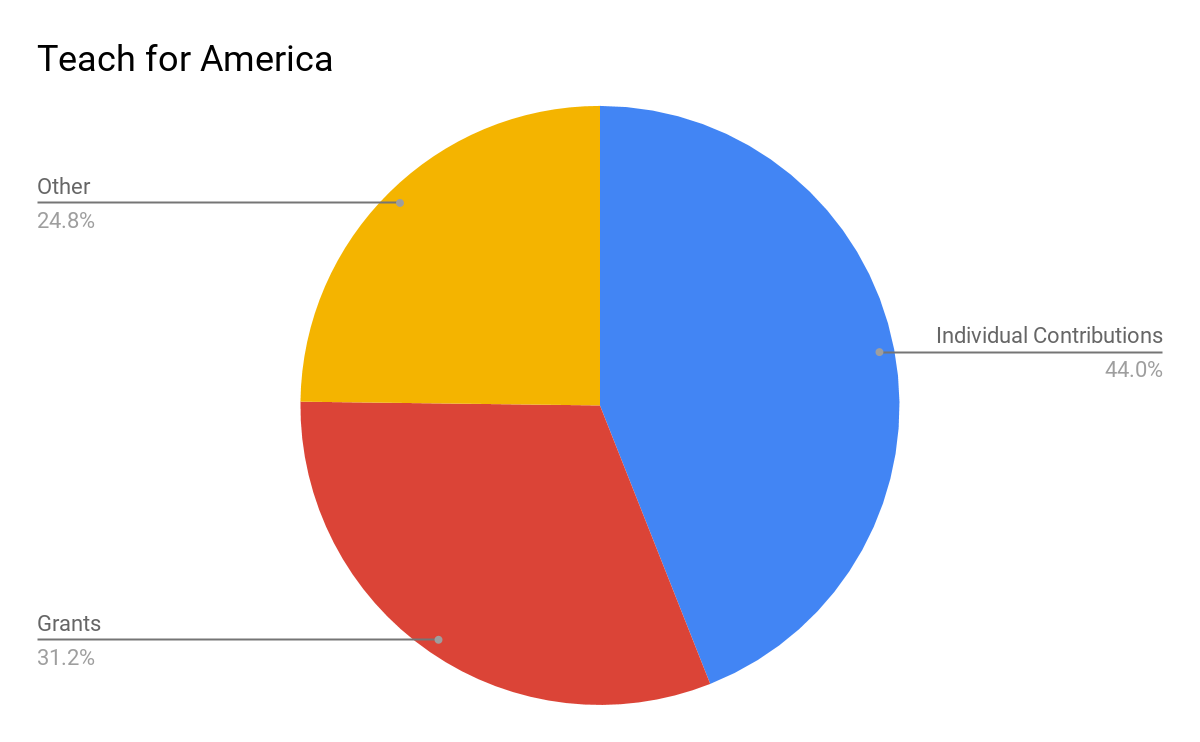 Teach for America
Other
24.8%
Individual Contributions
44.0%
Grants
31.2%